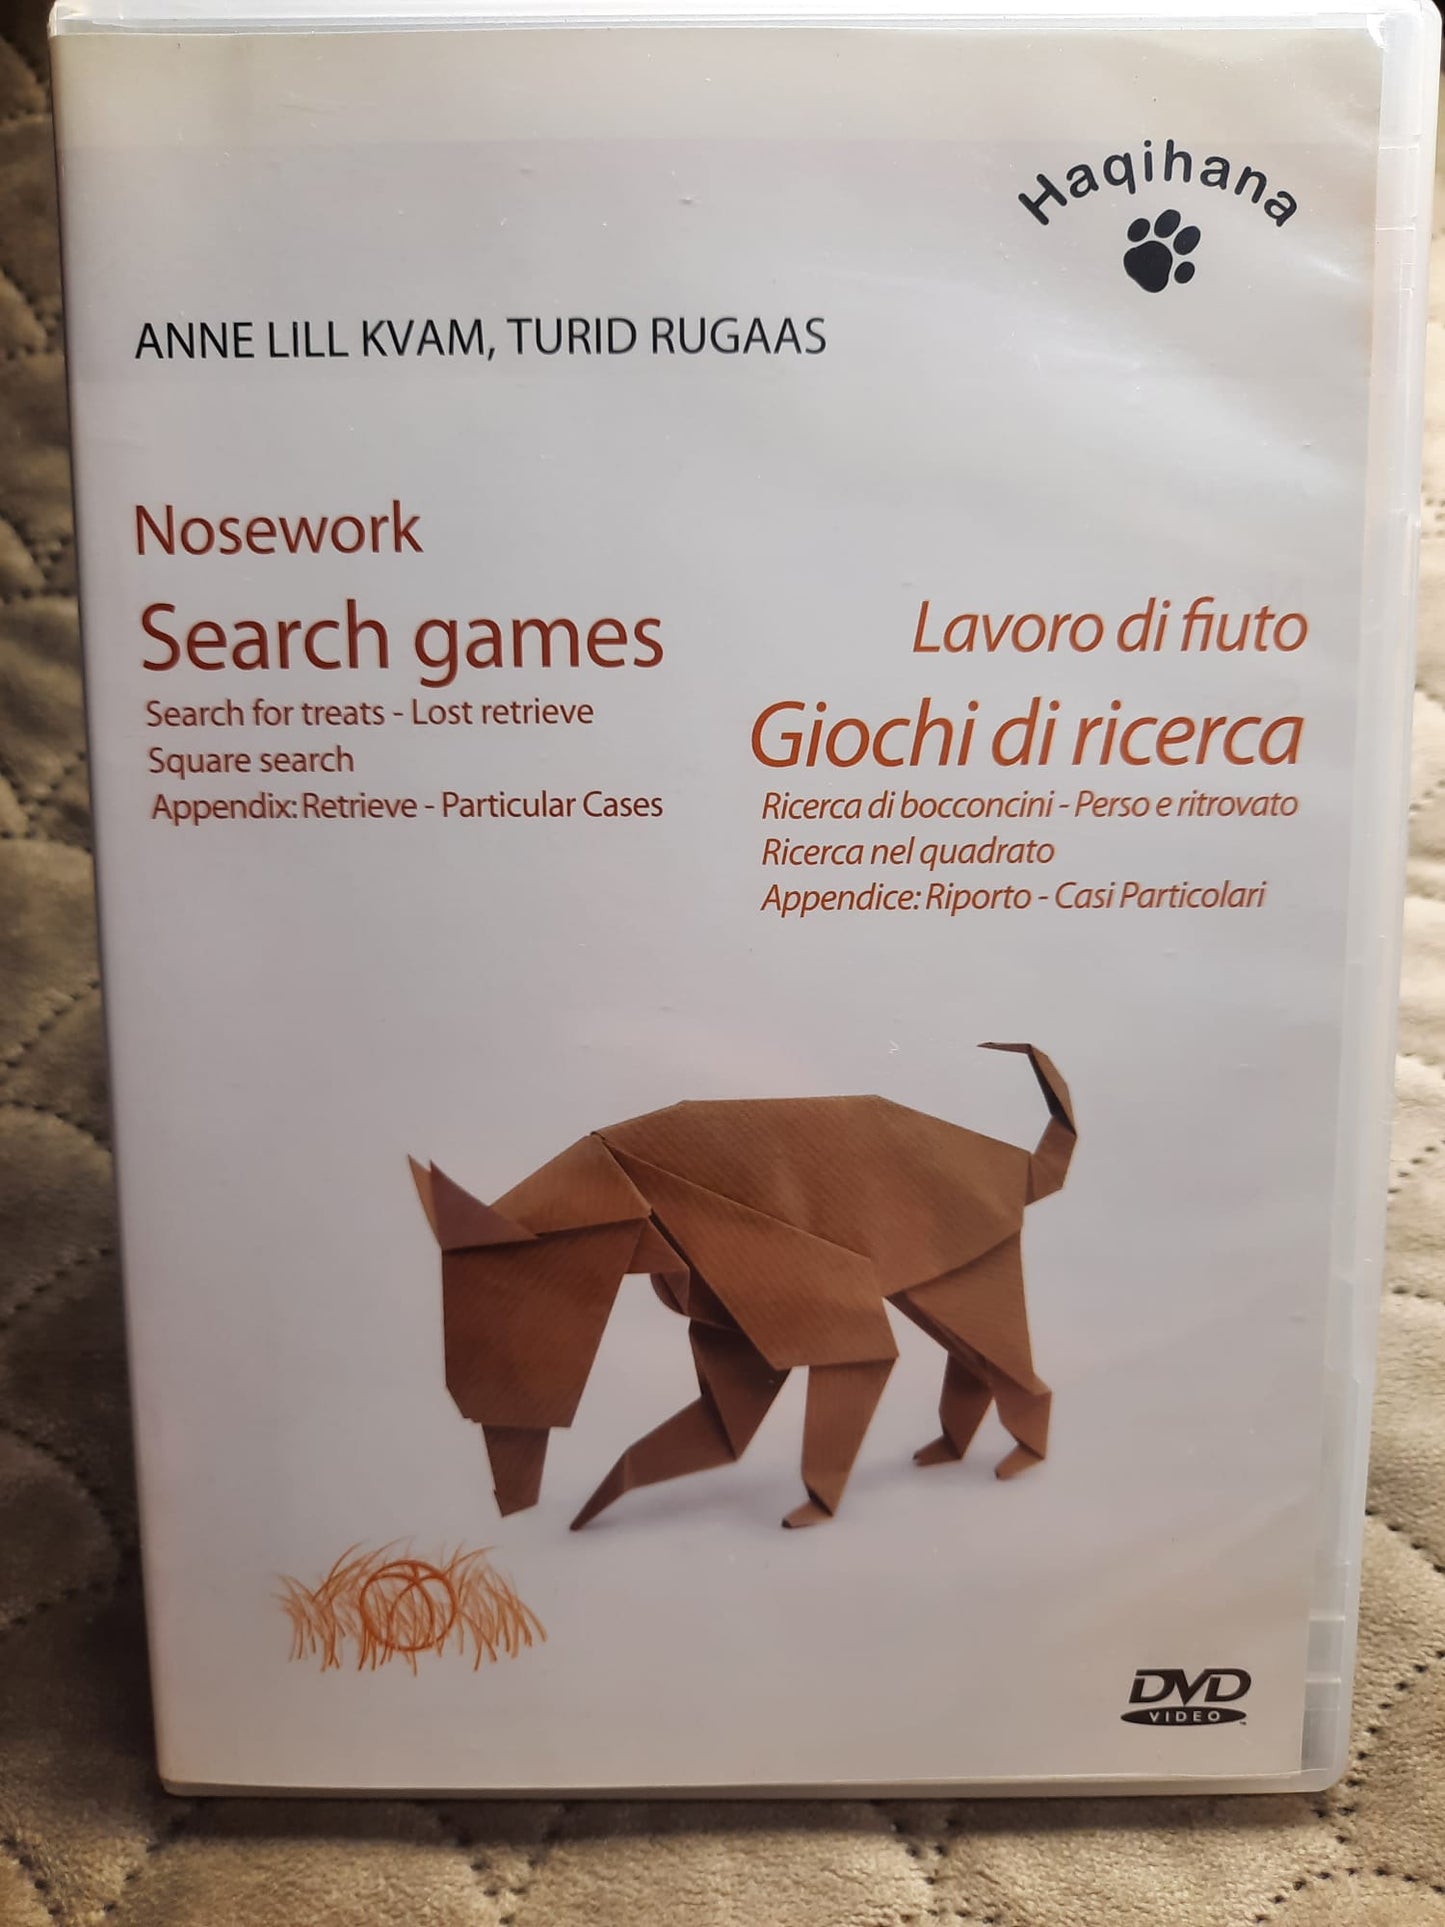 Haqihana
ANNE LILL KVAM, TURID RUGAAS
Nosework
Search games
Search for treats - Lost retrieve
Square search
Appendix: Retrieve - Particular Cases
Lavoro di fiuto
Giochi di ricerca
Ricerca di bocconcini - Perso e ritrovato
Ricerca nel quadrato
Appendice: Riporto - Casi Particolari
DVD
VIDEO